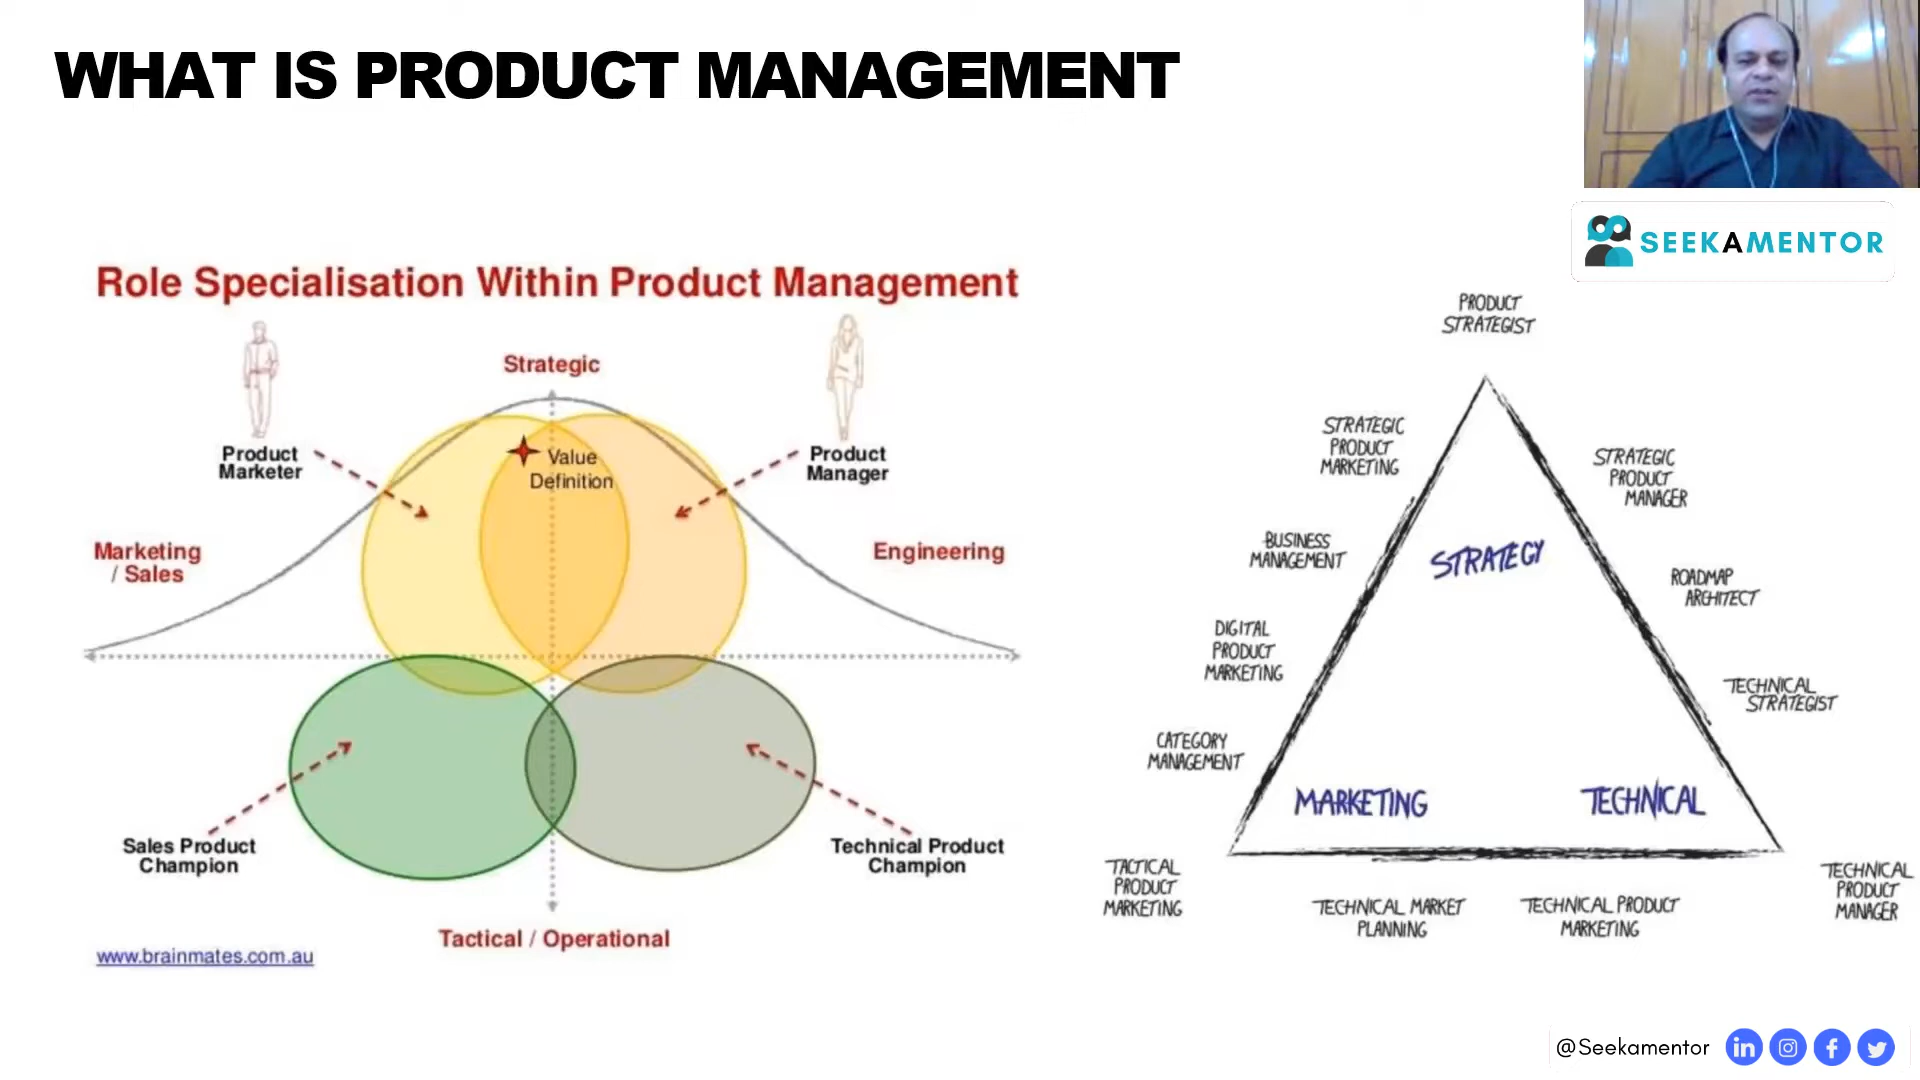 WHAT IS PRODUCT MANAGEMENT
SEEKAMENTOR
Role Specialisation Within Product Management
Strategic
Product
Marketer
Value
Definition
Product
Manager
Marketing
/ Sales
Engineering
Sales Product
Champion
Technical Product
Champion
Tactical / Operational
www.brainmates.com.au
PRODUCT
STRATEGIST
STRATEGIC
PRODUCT
MARKETING
STRATEGIC
PRODUCT
MANAGER
BUSINESS
MANAGEMENT
STRATEGY
ROADMAP
ARCHITECT
DIGITAL
PRODUCT
MARKETING
TECHNICAL
STRATEGIST
CATEGORY
MANAGEMENT
MARKETING
TECHNICAL
TACTICAL
PRODUCT
MARKETING
TECHNICAL MARKET
PLANNING
TECHNICAL PRODUCT
MARKETING
TECHNICAL
PRODUCT
MANAGER
@Seekamentor